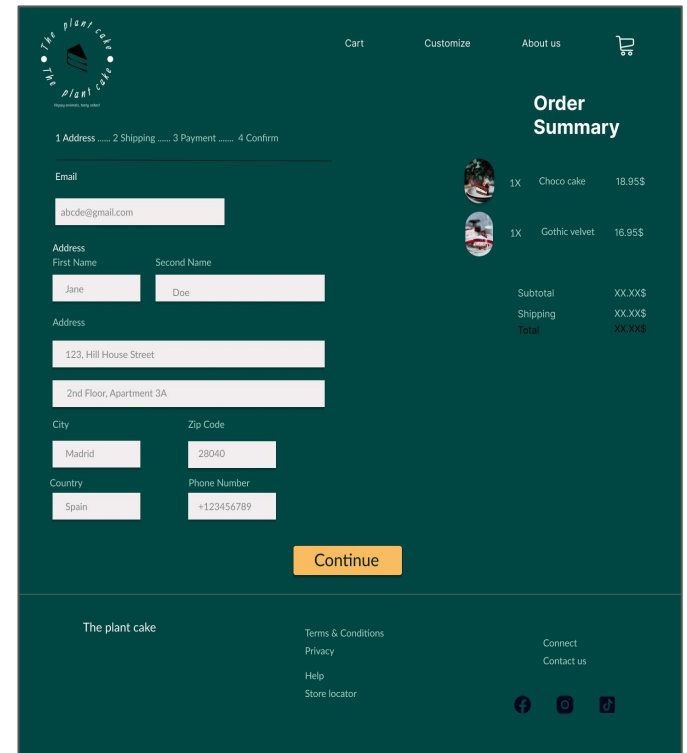 The plant cake
The plant cake
Happy animals, tasty cakes!
Cart
Customize
About us
Order
Summary
1 Address ...... 2 Shipping ...... 3 Payment ....... 4 Confirm
Email
abcde@gmail.com
Address
First Name
Second Name
Jane
Doe
Address
123, Hill House Street
2nd Floor, Apartment 3A
City
Zip Code
Madrid
28040
Country
Phone Number
Spain
+123456789
1X Choco cake 18.95$
1X Gothic velvet 16.95$
Subtotal XX.XX$
Shipping XX.XX$
Total XX.XX$
Continue
The plant cake
Terms & Conditions
Privacy
Help
Store locator
Connect
Contact us